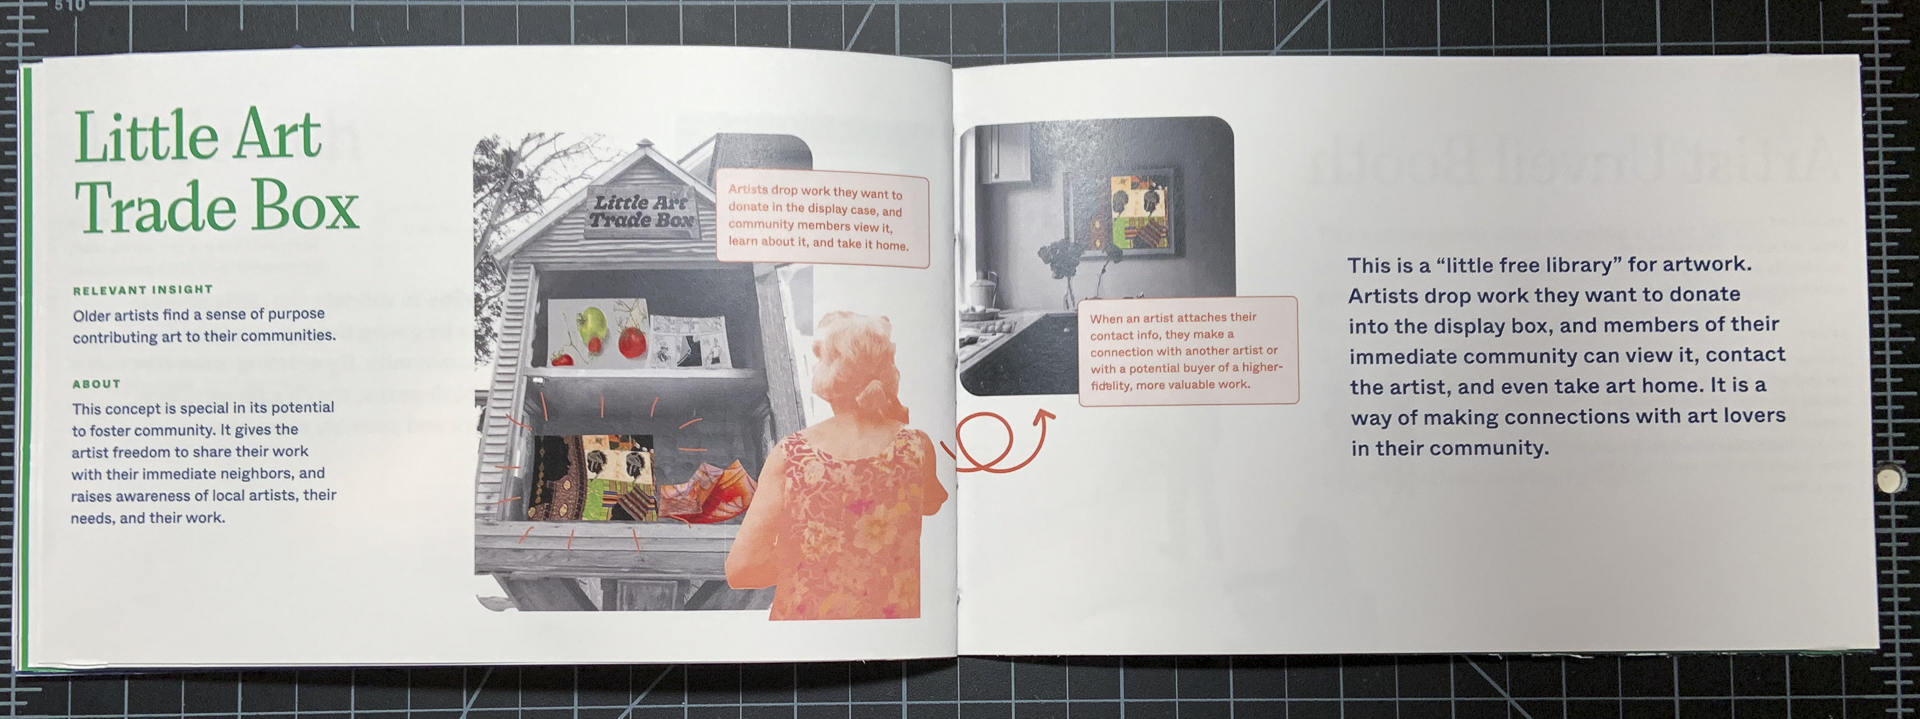 510
Little Art
Trade Box
RELEVANT INSIGHT
Older artists find a sense of purpose
contributing art to their communities.
ABOUT
This concept is special in its potential
to foster community. It gives the
artist freedom to share their work
with their immediate neighbors, and
raises awareness of local artists, their
needs, and their work.
Little Art
Trade Box
Artists drop work they want to
donate in the display case, and
community members view it,
learn about it, and take it home.
When an artist attaches their
contact info, they make a
connection with another artist or
with a potential buyer of a higher-
fidelity, more valuable work.
This is a “little free library” for artwork.
Artists drop work they want to donate
into the display box, and members of their
immediate community can view it, contact
the artist, and even take art home. It is a
way of making connections with art lovers
in their community.
Artist Unveil Booth